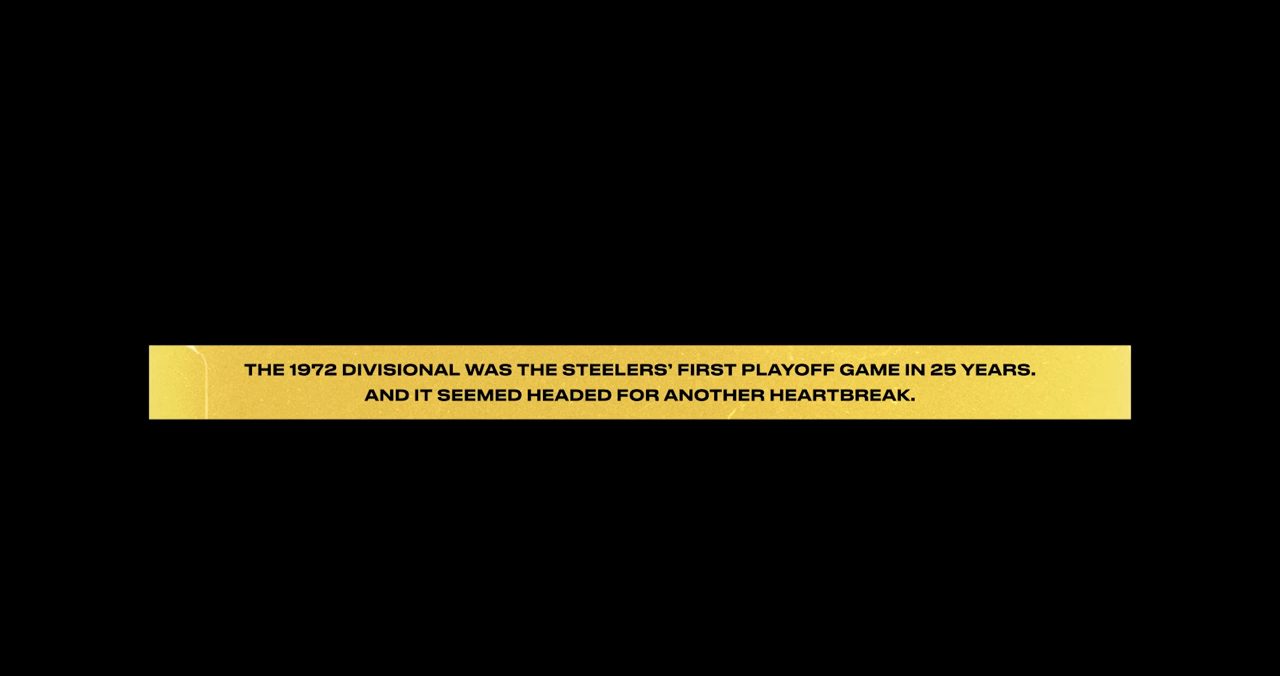 THE 1972 DIVISIONAL WAS THE STEELERS’ FIRST PLAYOFF GAME IN 25 YEARS.
AND IT SEEMED HEADED FOR ANOTHER HEARTBREAK.